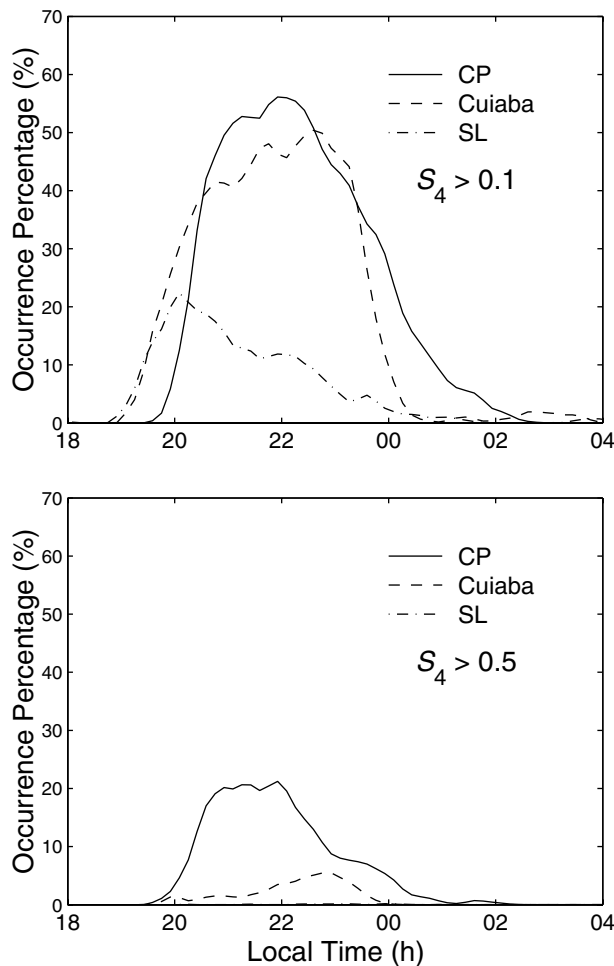 70
60
50
40
30
20
10
0
Occurrence Percentage (%)
CP
Cuiaba
SL
S4 > 0.1
18 20 22 00 02 04
70
60
50
40
30
20
10
0
Occurrence Percentage (%)
CP
Cuiaba
SL
S4 > 0.5
18 20 22 00 02 04
Local Time (h)